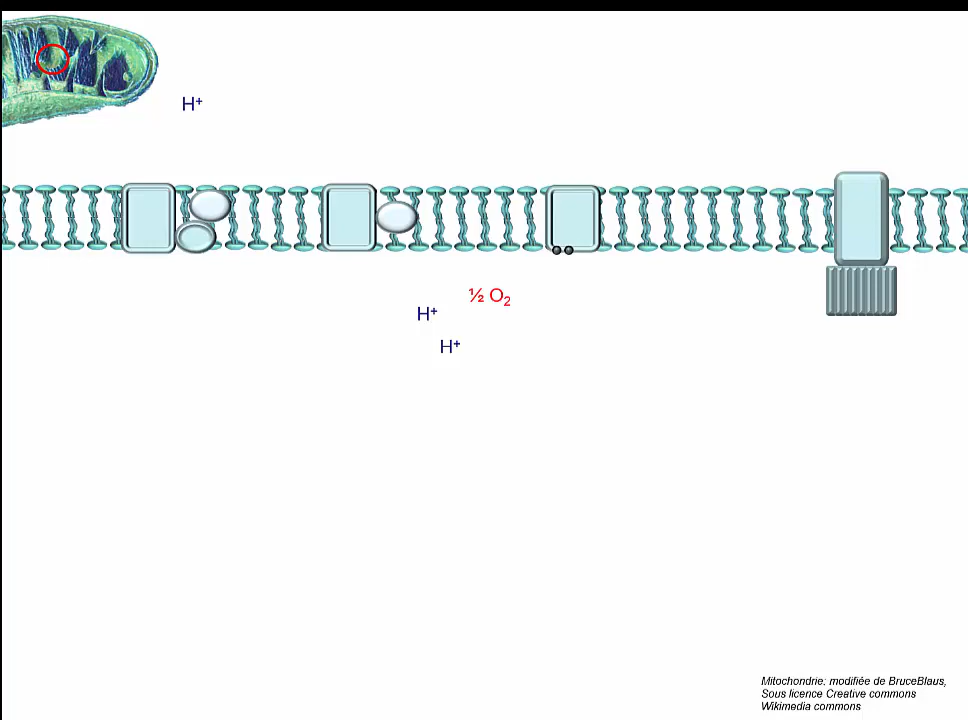 H⁺
½ O₂
H⁺
H⁺
Mitochondrie: modifiée de BruceBlaus,
Sous licence Creative commons
Wikimedia commons